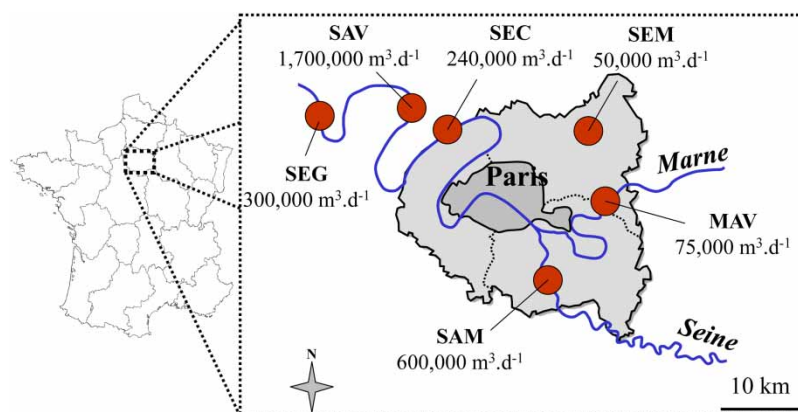 SAV
1,700,000 m³.d⁻¹
SEC
240,000 m³.d⁻¹
SEM
50,000 m³.d⁻¹
SEG
300,000 m³.d⁻¹
Paris
Marne
MAV
75,000 m³.d⁻¹
SAM
600,000 m³.d⁻¹
Seine
N
10 km